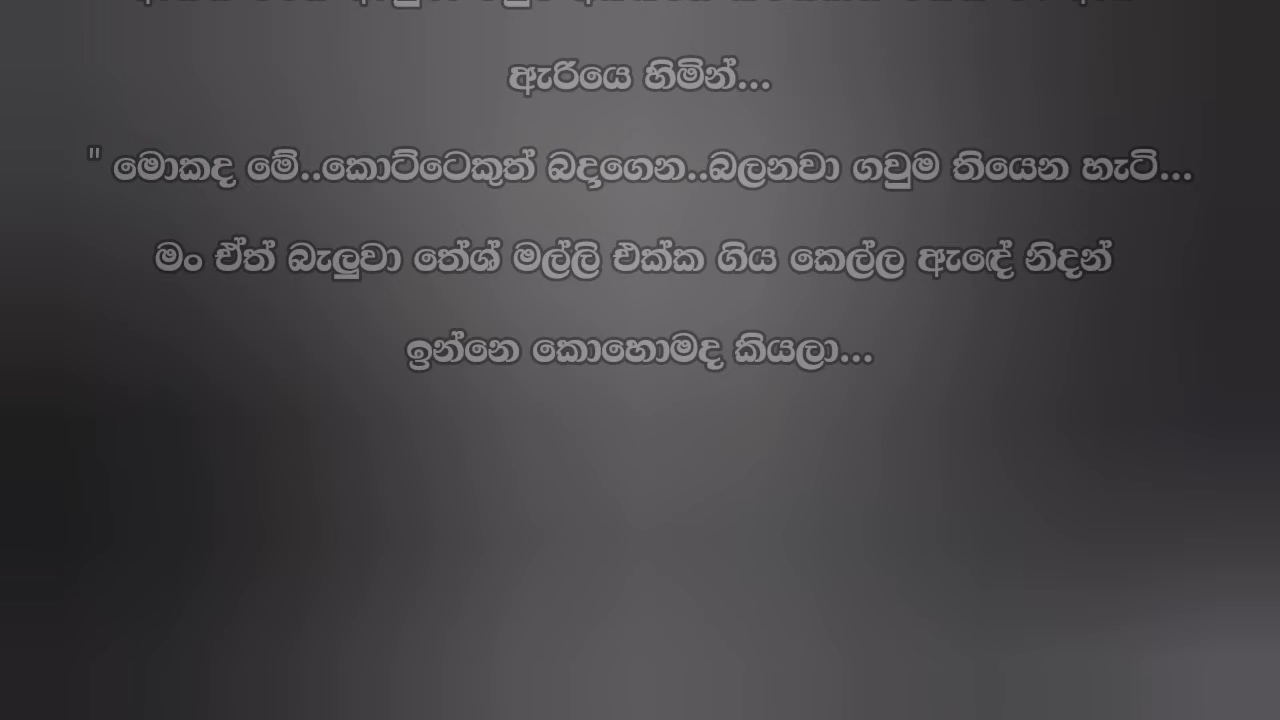 ඇරියෙ හිමින්...
" මොකද මේ..කොට්ටෙකුත් බදාගෙන..බලනවා ගවුම තියෙන හැටි...
මං ඒත් බැලුවා තේශ් මල්ලි එක්ක ගිය කෙල්ල ඇඳේ නිදන්
ඉන්නෙ කොහොමද කියලා...